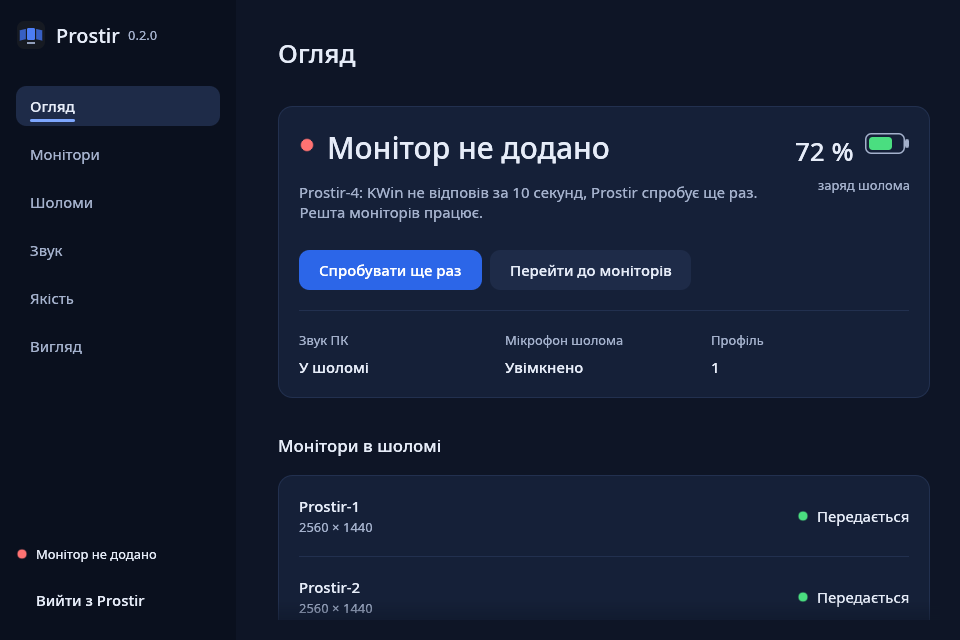 Prostir 0.2.0
Огляд
Монітори
Шоломи
Звук
Якість
Вигляд
Монітор не додано
Вийти з Prostir
Огляд
Монітор не додано
72 %
заряд шолома
Prostir-4: KWin не відповів за 10 секунд, Prostir спробує ще раз.
Решта моніторів працює.
Спробувати ще раз
Перейти до моніторів
Звук ПК
У шоломі
Мікрофон шолома
Увімкнено
Профіль
1
Монітори в шоломі
Prostir-1
2560 × 1440
Передається
Prostir-2
2560 × 1440
Передається